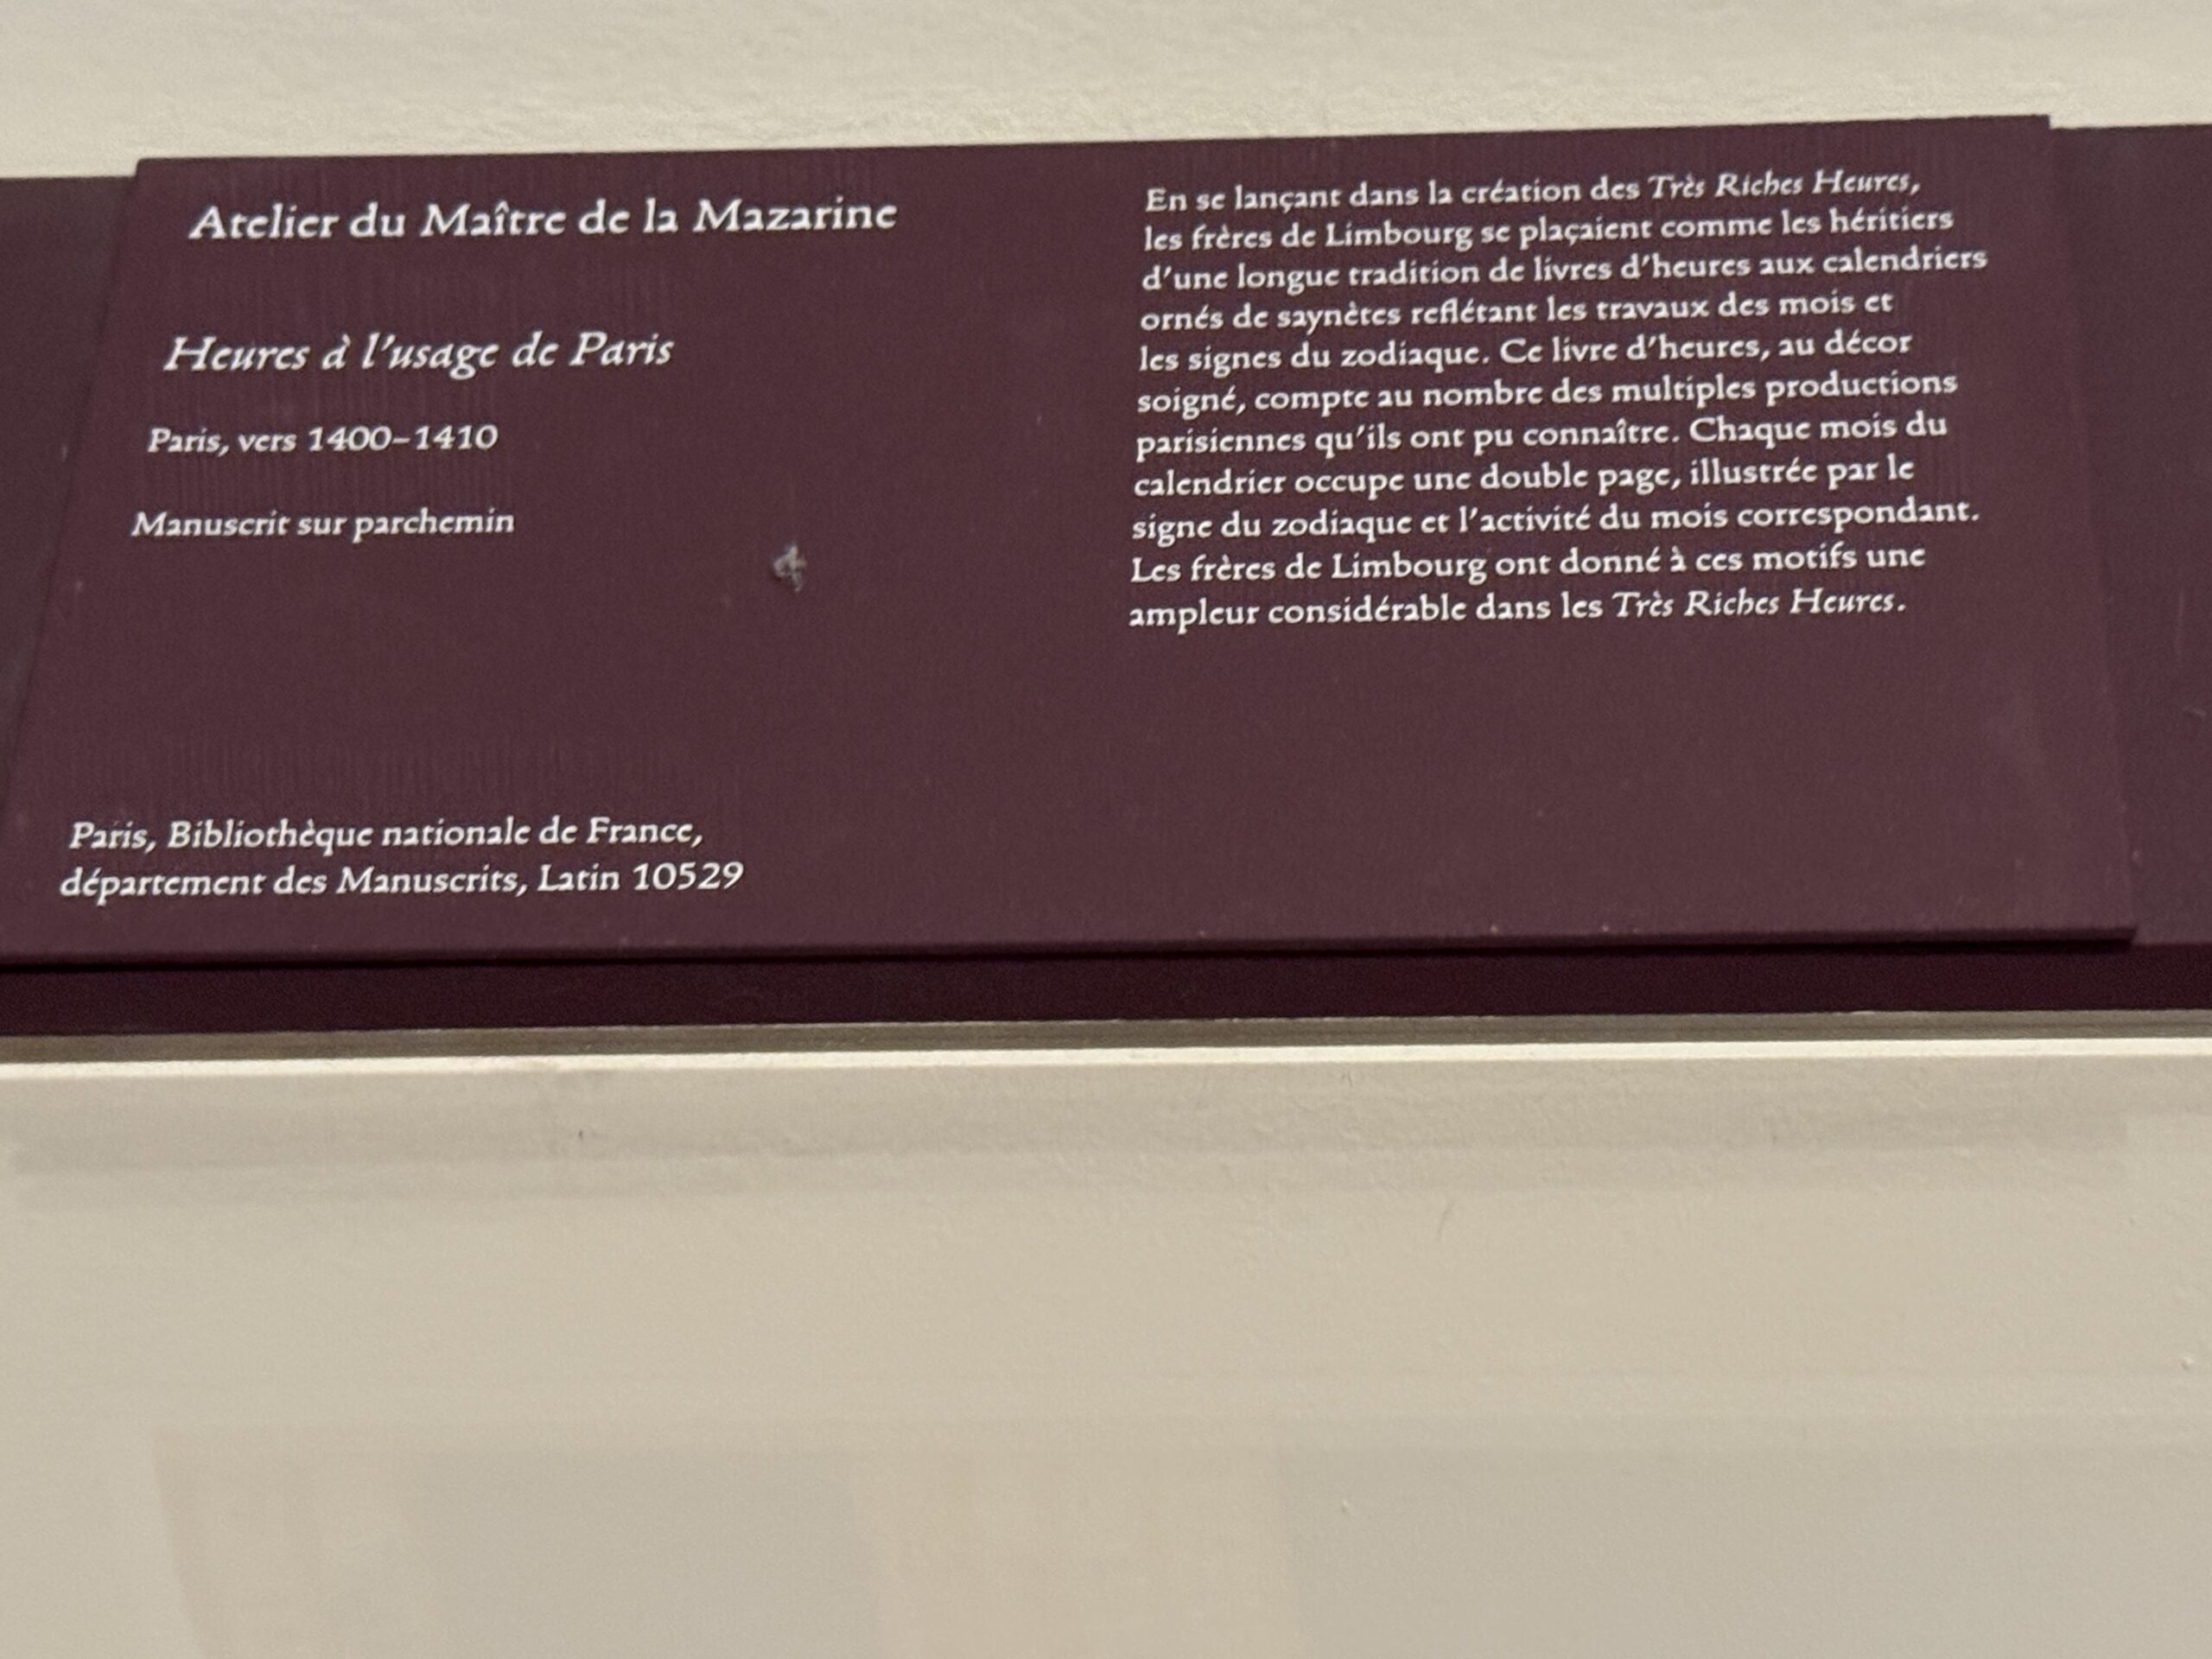 Atelier du Maître de la Mazarine
Heures à l'usage de Paris
Paris, vers 1400–1410
Manuscrit sur parchemin
Paris, Bibliothèque nationale de France,
département des Manuscrits, Latin 10529
En se lançant dans la création des Très Riches Heures,
les frères de Limbourg se plaçaient comme les héritiers
d'une longue tradition de livres d'heures aux calendriers
ornés de saynètes reflétant les travaux des mois et
les signes du zodiaque. Ce livre d'heures, au décor
soigné, compte au nombre des multiples productions
parisiennes qu'ils ont pu connaître. Chaque mois du
calendrier occupe une double page, illustrée par le
signe du zodiaque et l'activité du mois correspondant.
Les frères de Limbourg ont donné à ces motifs une
ampleur considérable dans les Très Riches Heures.